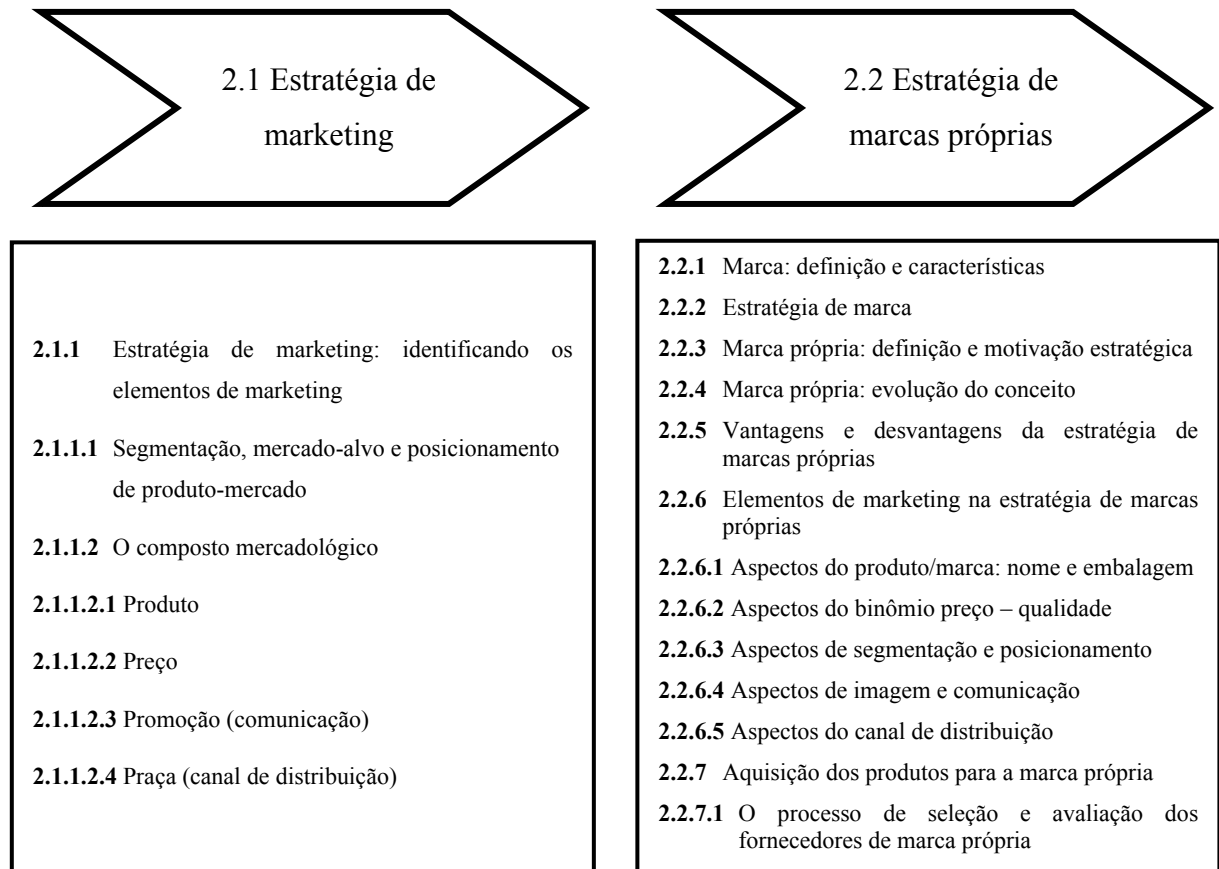 2.1 Estratégia de
marketing
2.1.1 Estratégia de marketing: identificando os
elementos de marketing
2.1.1.1 Segmentação, mercado-alvo e posicionamento
de produto-mercado
2.1.1.2 O composto mercadológico
2.1.1.2.1 Produto
2.1.1.2.2 Preço
2.1.1.2.3 Promoção (comunicação)
2.1.1.2.4 Praça (canal de distribuição)
2.2 Estratégia de
marcas próprias
2.2.1 Marca: definição e características
2.2.2 Estratégia de marca
2.2.3 Marca própria: definição e motivação estratégica
2.2.4 Marca própria: evolução do conceito
2.2.5 Vantagens e desvantagens da estratégia de
marcas próprias
2.2.6 Elementos de marketing na estratégia de marcas
próprias
2.2.6.1 Aspectos do produto/marca: nome e embalagem
2.2.6.2 Aspectos do binômio preço – qualidade
2.2.6.3 Aspectos de segmentação e posicionamento
2.2.6.4 Aspectos de imagem e comunicação
2.2.6.5 Aspectos do canal de distribuição
2.2.7 Aquisição dos produtos para a marca própria
2.2.7.1 O processo de seleção e avaliação dos
fornecedores de marca própria